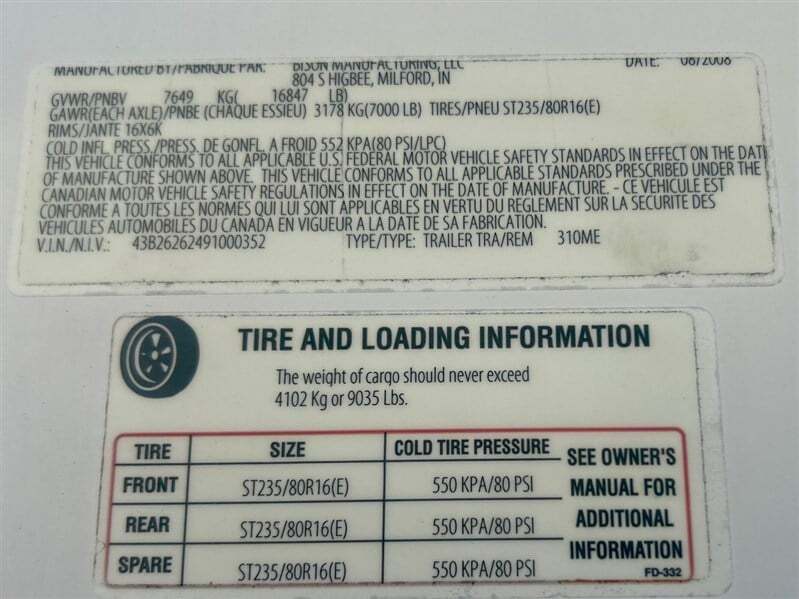 MANUFACTURED BY/FABRIQUE PAR: BISON MANUFACTURING, LLC DATE: 06/2008
804 S HIGBEE, MILFORD, IN
GVWR/PNBV 7649 KG( 16847 LB)
GAWR(EACH AXLE)/PNBE (CHAQUE ESSIEU) 3178 KG(7000 LB) TIRES/PNEU ST235/80R16(E)
RIMS/JANTE 16X6K
COLD INFL. PRESS./PRESS. DE GONFL. A FROID 552 KPA(80 PSI/LPC)
THIS VEHICLE CONFORMS TO ALL APPLICABLE U.S. FEDERAL MOTOR VEHICLE SAFETY STANDARDS IN EFFECT ON THE DATE
OF MANUFACTURE SHOWN ABOVE. THIS VEHICLE CONFORMS TO ALL APPLICABLE STANDARDS PRESCRIBED UNDER THE
CANADIAN MOTOR VEHICLE SAFETY REGULATIONS IN EFFECT ON THE DATE OF MANUFACTURE. - CE VEHICULE EST
CONFORME A TOUTES LES NORMES QUI LUI SONT APPLICABLES EN VERTU DU REGLEMENT SUR LA SECURITE DES
VEHICULES AUTOMOBILES DU CANADA EN VIGUEUR A LA DATE DE SA FABRICATION.
V.I.N./N.I.V.: 43B26262491000352 TYPE/TYPE: TRAILER TRA/REM 310ME
TIRE AND LOADING INFORMATION
The weight of cargo should never exceed
4102 Kg or 9035 Lbs.
TIRE SIZE COLD TIRE PRESSURE
FRONT ST235/80R16(E) 550 KPA/80 PSI
REAR ST235/80R16(E) 550 KPA/80 PSI
SPARE ST235/80R16(E) 550 KPA/80 PSI
SEE OWNER'S
MANUAL FOR
ADDITIONAL
INFORMATION
FD-332